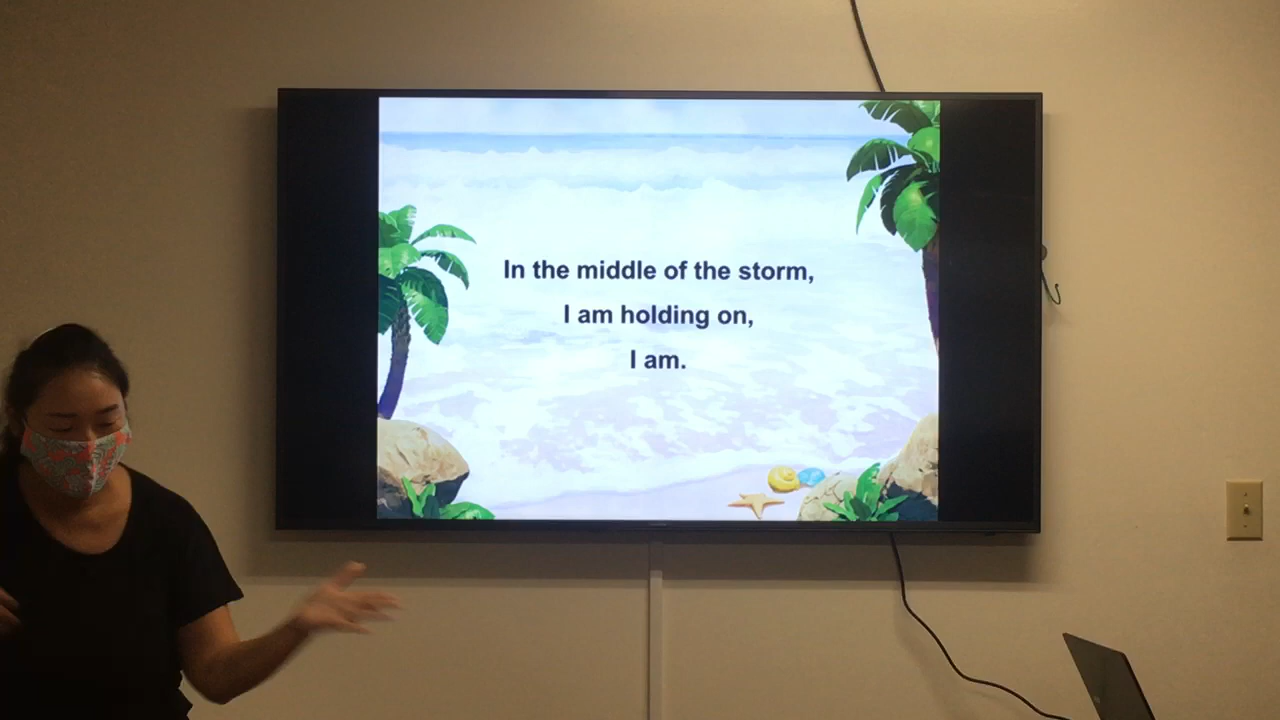 In the middle of the storm,
I am holding on,
I am.